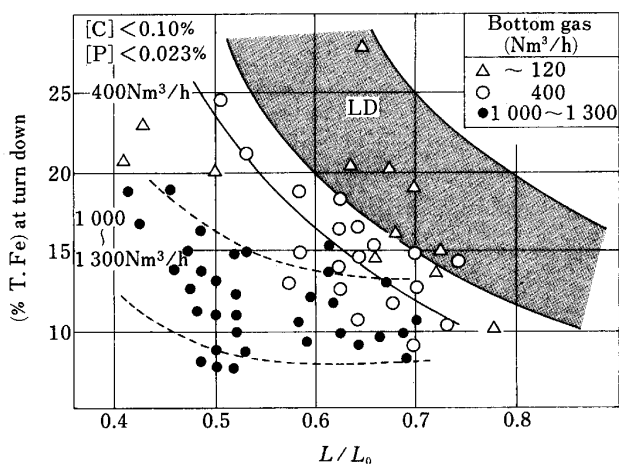 [C] <0.10%
[P] <0.023%
400Nm³/h
LD
Bottom gas
(Nm³/h)
△ ~ 120
○ 400
● 1 000~1 300
1 000
~
1 300Nm³/h
(% T. Fe) at turn down
25
20
15
10
0.4 0.5 0.6 0.7 0.8
L/L₀